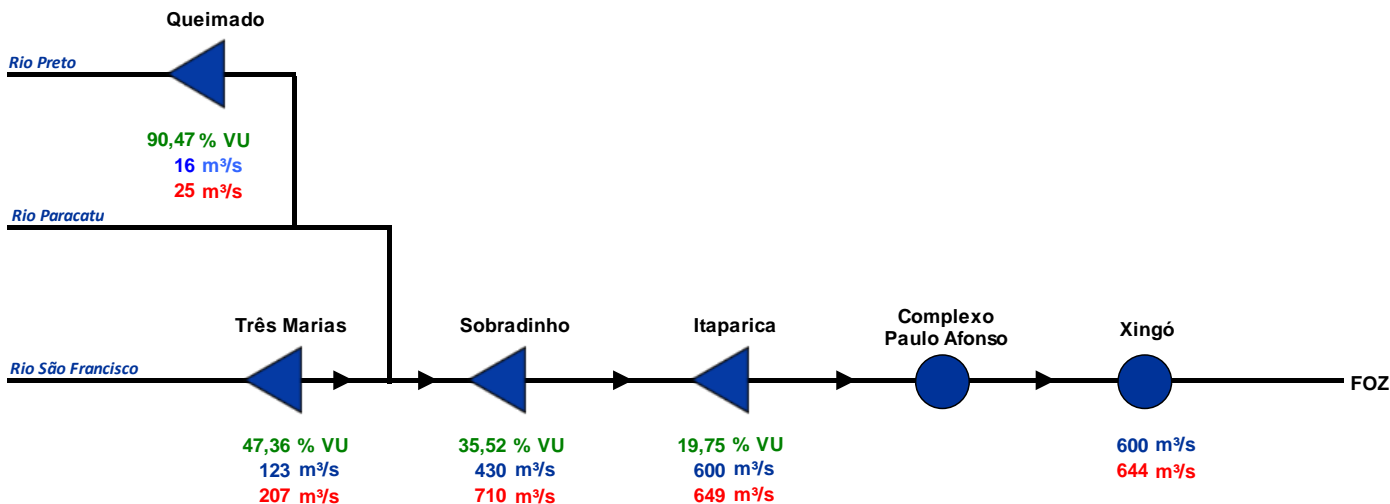 Queimado
Rio Preto
90,47 % VU
16 m³/s
25 m³/s
Rio Paracatu
Três Marias
Sobradinho
Itaparica
Complexo
Paulo Afonso
Xingó
Rio São Francisco
FOZ
47,36 % VU
123 m³/s
207 m³/s
35,52 % VU
430 m³/s
710 m³/s
19,75 % VU
600 m³/s
649 m³/s
600 m³/s
644 m³/s